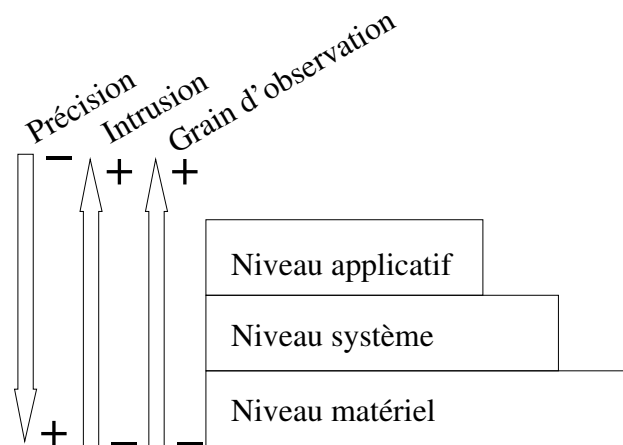 Précision
Intrusion
Grain d'observation
− + +
Niveau applicatif
Niveau système
Niveau matériel
+ − −